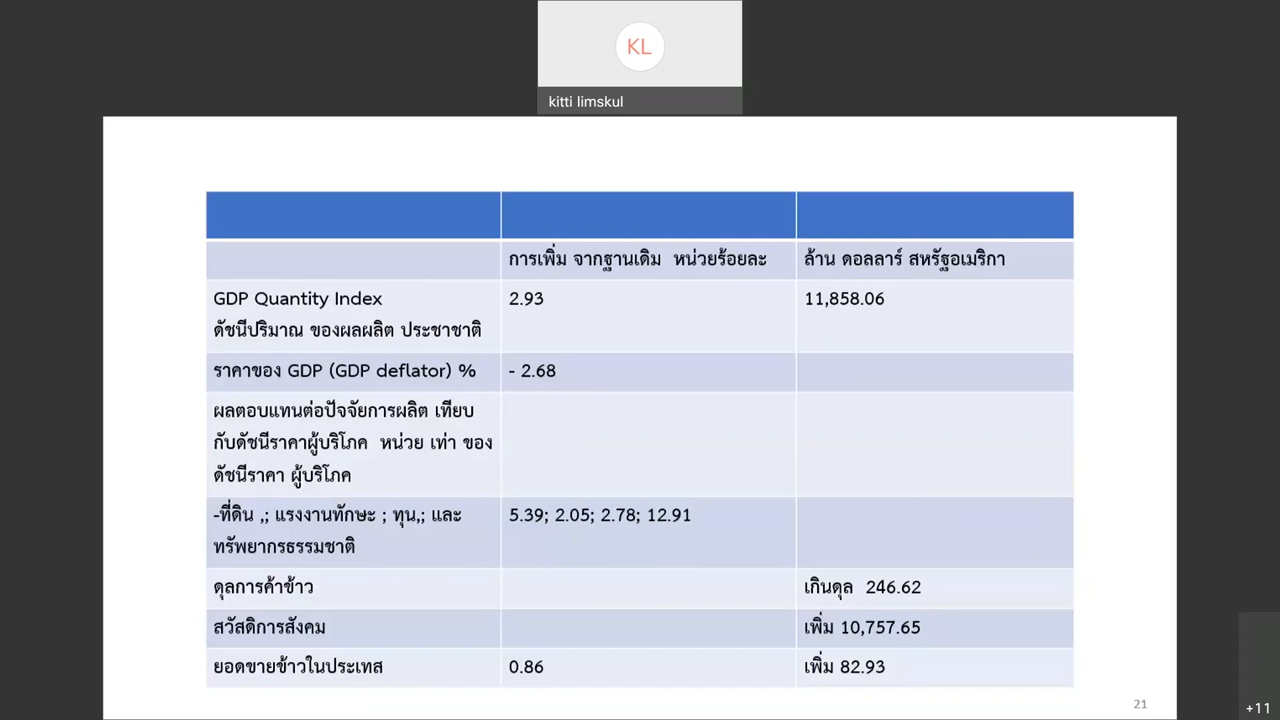 KL
kitti limskul
การเพิ่ม จากฐานเดิม หน่วยร้อยละ
ล้าน ดอลลาร์ สหรัฐอเมริกา
GDP Quantity Index
ดัชนีปริมาณ ของผลผลิต ประชาชาติ
2.93
11,858.06
ราคาของ GDP (GDP deflator) %
- 2.68
ผลตอบแทนต่อปัจจัยการผลิต เทียบ
กับดัชนีราคาผู้บริโภค หน่วย เท่า ของ
ดัชนีราคา ผู้บริโภค
-ที่ดิน ,; แรงงานทักษะ ; ทุน,; และ
ทรัพยากรธรรมชาติ
5.39; 2.05; 2.78; 12.91
ดุลการค้าข้าว
เกินดุล 246.62
สวัสดิการสังคม
เพิ่ม 10,757.65
ยอดขายข้าวในประเทศ
0.86
เพิ่ม 82.93
21
+11